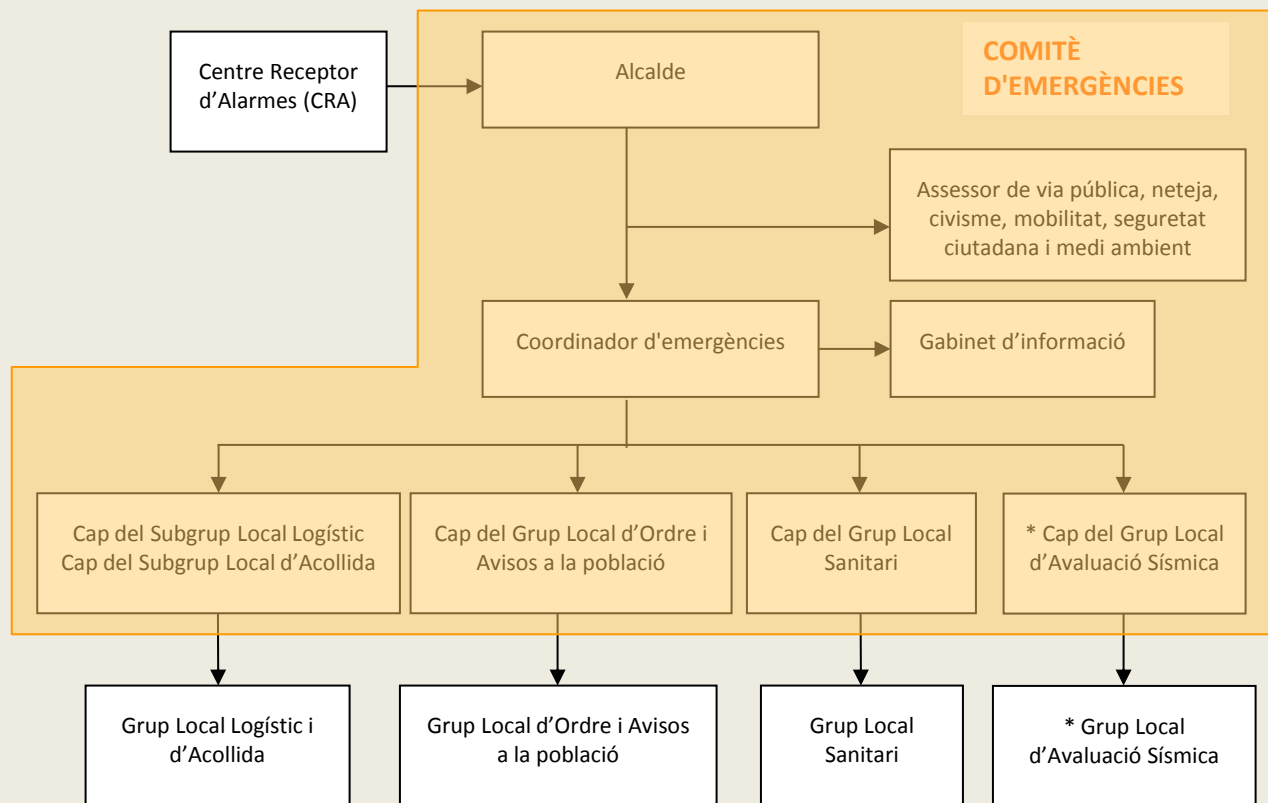 Centre Receptor
d’Alarmes (CRA)
Alcalde
COMITÈ
D'EMERGÈNCIES
Assessor de via pública, neteja,
civisme, mobilitat, seguretat
ciutadana i medi ambient
Coordinador d'emergències
Gabinet d’informació
Cap del Subgrup Local Logístic
Cap del Subgrup Local d’Acollida
Cap del Grup Local d’Ordre i
Avisos a la població
Cap del Grup Local
Sanitari
* Cap del Grup Local
d’Avaluació Sísmica
Grup Local Logístic i
d’Acollida
Grup Local d’Ordre i Avisos
a la població
Grup Local
Sanitari
* Grup Local
d’Avaluació Sísmica